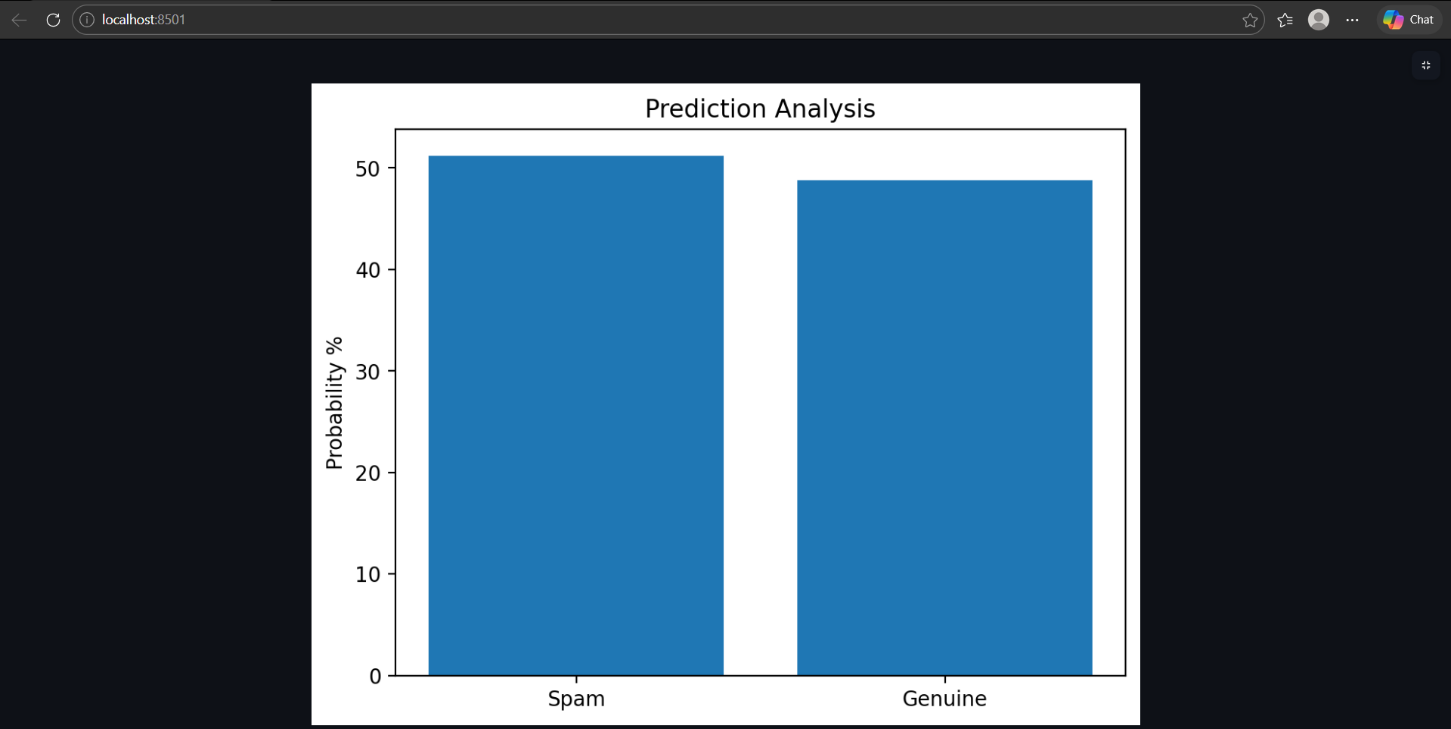 localhost:8501
Chat
Prediction Analysis
Probability %
50
40
30
20
10
0
Spam
Genuine